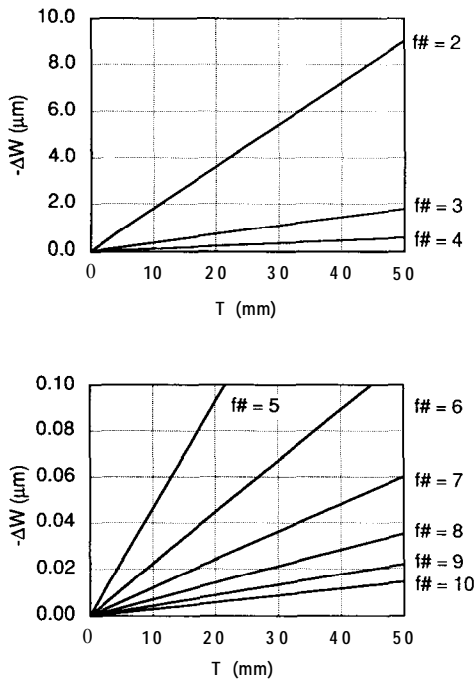 10.0
8.0
6.0
4.0
2.0
0.0
-ΔW (μm)
f# = 2
f# = 3
f# = 4
0 10 20 30 40 50
T (mm)
0.10
0.08
0.06
0.04
0.02
0.00
-ΔW (μm)
f# = 5
f# = 6
f# = 7
f# = 8
f# = 9
f# = 10
0 10 20 30 40 50
T (mm)